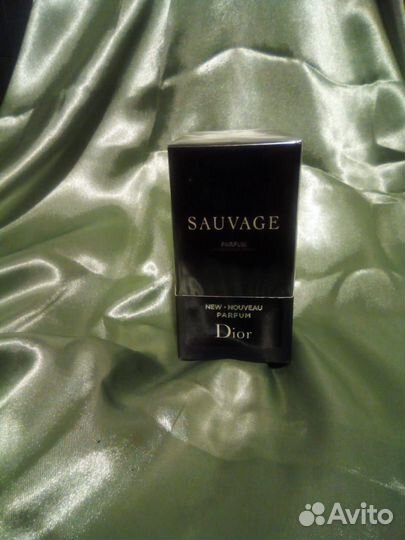 SAUVAGE
PARFUM
NEW - NOUVEAU
PARFUM
Dior
Avito